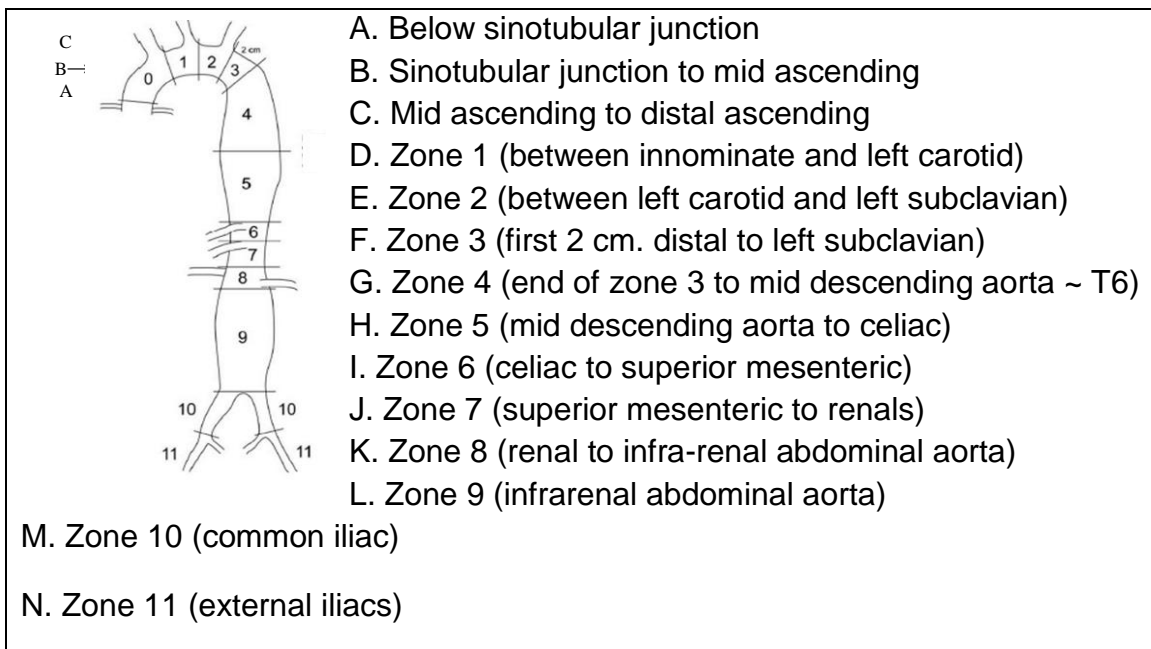 C
B
A
0
1
2
2 cm
3
4
5
6
7
8
9
10
10
11
11
A. Below sinotubular junction
B. Sinotubular junction to mid ascending
C. Mid ascending to distal ascending
D. Zone 1 (between innominate and left carotid)
E. Zone 2 (between left carotid and left subclavian)
F. Zone 3 (first 2 cm. distal to left subclavian)
G. Zone 4 (end of zone 3 to mid descending aorta ~ T6)
H. Zone 5 (mid descending aorta to celiac)
I. Zone 6 (celiac to superior mesenteric)
J. Zone 7 (superior mesenteric to renals)
K. Zone 8 (renal to infra-renal abdominal aorta)
L. Zone 9 (infrarenal abdominal aorta)
M. Zone 10 (common iliac)
N. Zone 11 (external iliacs)